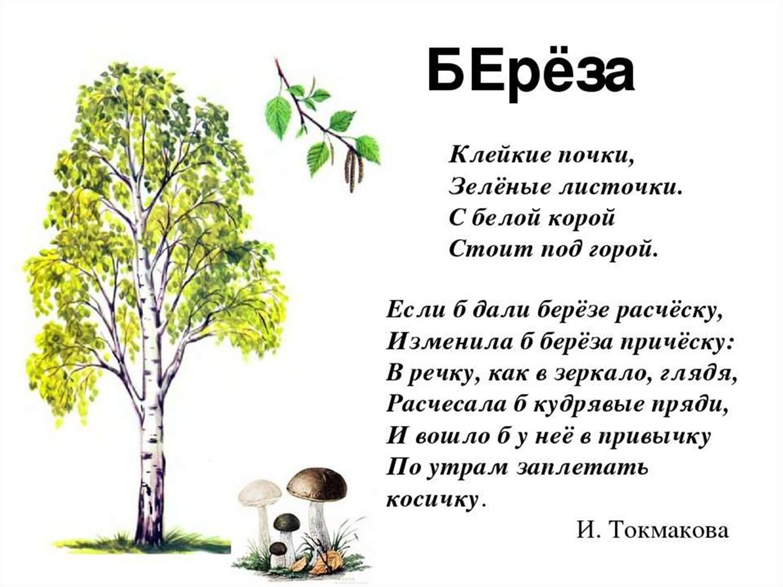 БЕрёза
Клейкие почки,
Зелёные листочки.
С белой корой
Стоит под горой.
Если б дали берёзе расчёску,
Изменила б берёза причёску:
В речку, как в зеркало, глядя,
Расчесала б кудрявые пряди,
И вошло б у неё в привычку
По утрам заплетать
косичку.
И. Токмакова